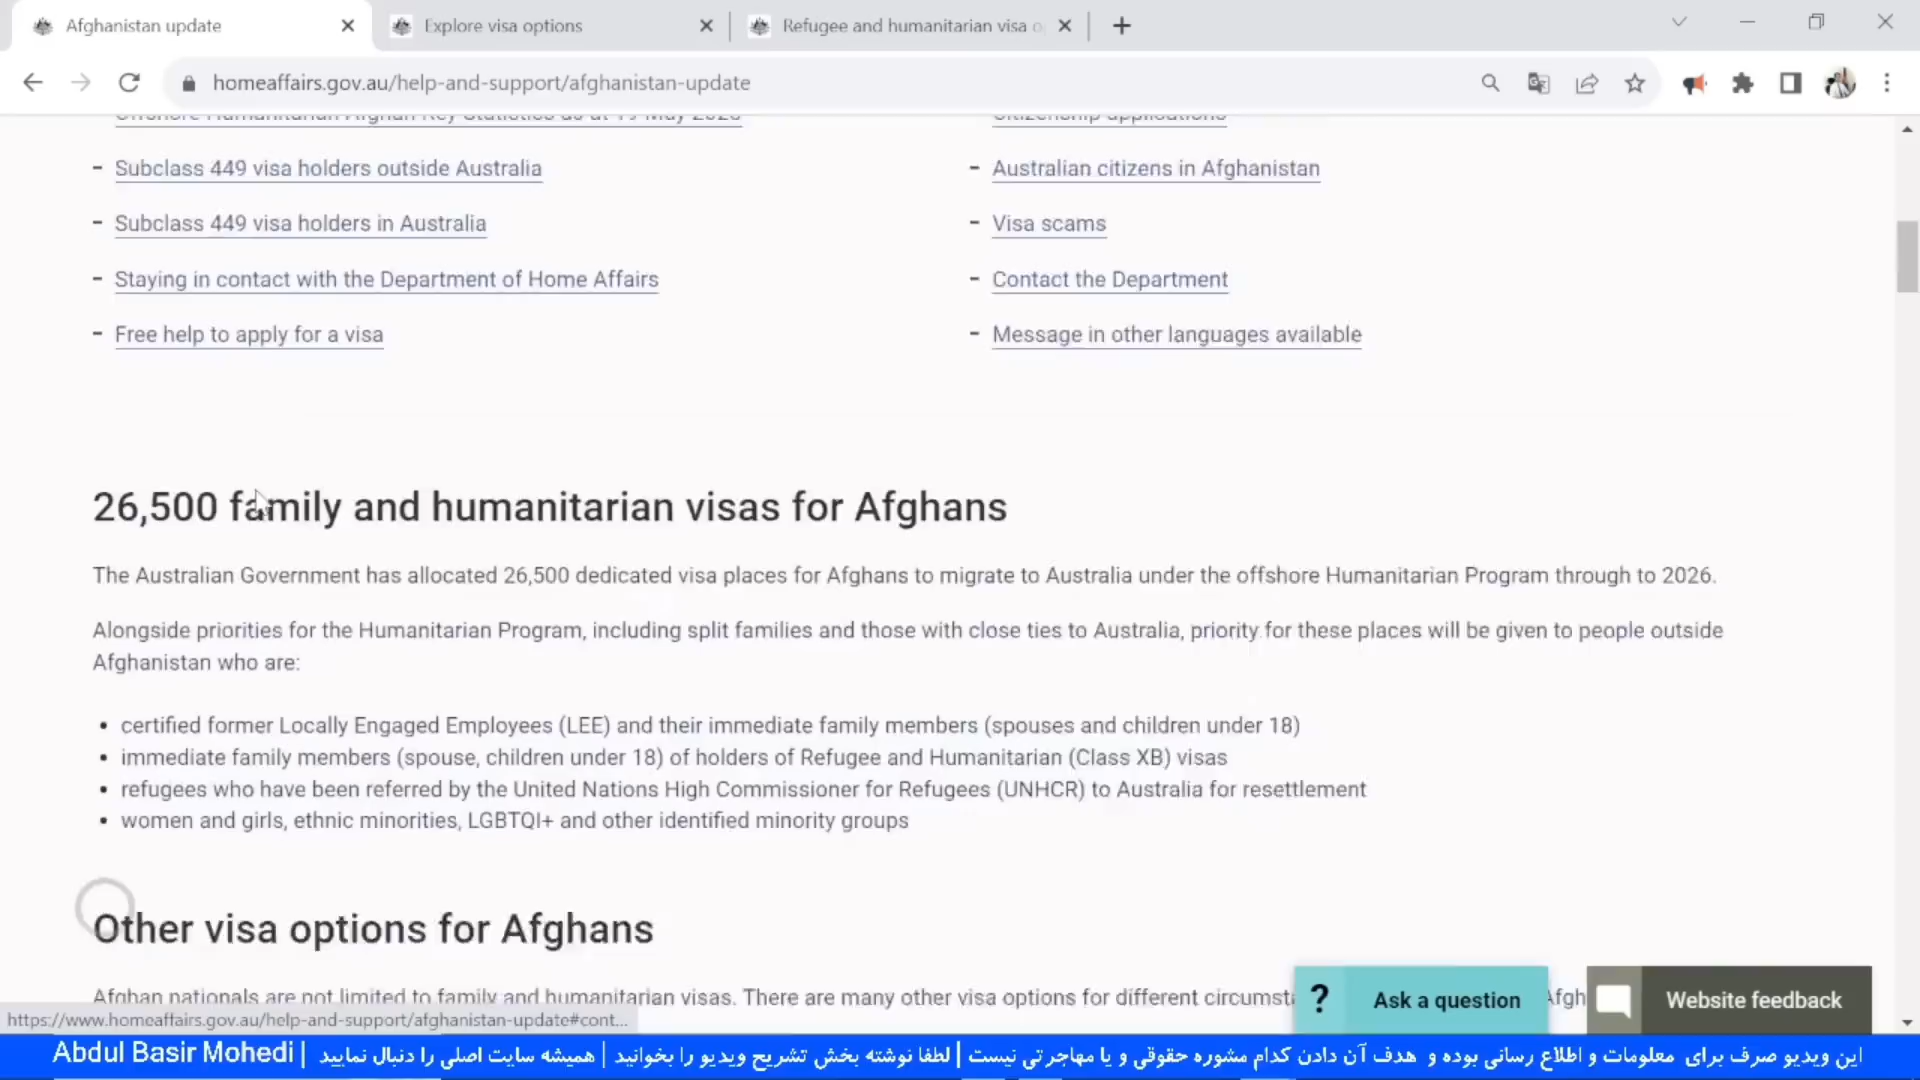 Afghanistan update
Explore visa options
Refugee and humanitarian visa o
homeaffairs.gov.au/help-and-support/afghanistan-update
Offshore Humanitarian Afghan Key Statistics as at 19 May 2023
- Subclass 449 visa holders outside Australia
- Subclass 449 visa holders in Australia
- Staying in contact with the Department of Home Affairs
- Free help to apply for a visa
Citizenship applications
- Australian citizens in Afghanistan
- Visa scams
- Contact the Department
- Message in other languages available
26,500 family and humanitarian visas for Afghans
The Australian Government has allocated 26,500 dedicated visa places for Afghans to migrate to Australia under the offshore Humanitarian Program through to 2026.
Alongside priorities for the Humanitarian Program, including split families and those with close ties to Australia, priority for these places will be given to people outside
Afghanistan who are:
• certified former Locally Engaged Employees (LEE) and their immediate family members (spouses and children under 18)
• immediate family members (spouse, children under 18) of holders of Refugee and Humanitarian (Class XB) visas
• refugees who have been referred by the United Nations High Commissioner for Refugees (UNHCR) to Australia for resettlement
• women and girls, ethnic minorities, LGBTQI+ and other identified minority groups
Other visa options for Afghans
Afghan nationals are not limited to family and humanitarian visas. There are many other visa options for different
? Ask a question
Website feedback
https://www.homeaffairs.gov.au/help-and-support/afghanistan-update#cont...
این ویدیو صرف برای معلومات و اطلاع رسانی بوده و هدف آن دادن کدام مشوره حقوقی و یا مهاجرتی نیست | لطفا نوشته بخش تشریح ویدیو را بخوانید | همیشه سایت اصلی را دنبال نمایید | Abdul Basir Mohedi